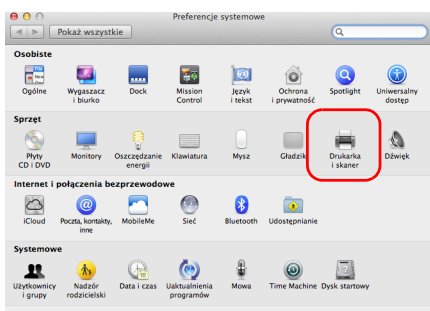 Preferencje systemowe
Pokaż wszystkie
Osobiste
Ogólne
Wygaszacz i biurko
Dock
Mission Control
Język i tekst
Ochrona i prywatność
Spotlight
Uniwersalny dostęp
Sprzęt
Płyty CD i DVD
Monitory
Oszczędzanie energii
Klawiatura
Mysz
Gładzik
Drukarka i skaner
Dźwięk
Internet i połączenia bezprzewodowe
iCloud
Poczta, kontakty, inne
MobileMe
Sieć
Bluetooth
Udostępnianie
Systemowe
Użytkownicy i grupy
Nadzór rodzicielski
Data i czas
Uaktualnienia programów
Mowa
Time Machine
Dysk startowy